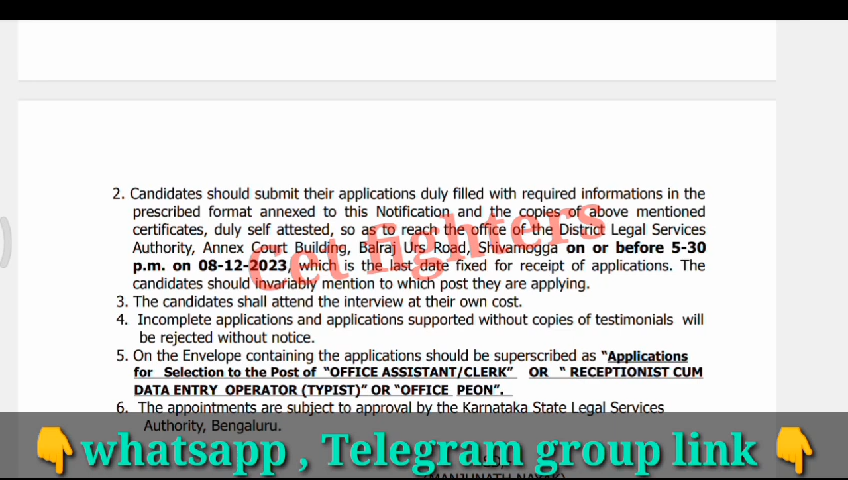 2. Candidates should submit their applications duly filled with required informations in the
prescribed format annexed to this Notification and the copies of above mentioned
certificates, duly self attested, so as to reach the office of the District Legal Services
Authority, Annex Court Building, Balraj Urs Road, Shivamogga on or before 5-30
p.m. on 08-12-2023, which is the last date fixed for receipt of applications. The
candidates should invariably mention to which post they are applying.
Cet fighters
3. The candidates shall attend the interview at their own cost.
4. Incomplete applications and applications supported without copies of testimonials will
be rejected without notice.
5. On the Envelope containing the applications should be superscribed as "Applications
for Selection to the Post of "OFFICE ASSISTANT/CLERK" OR " RECEPTIONIST CUM
DATA ENTRY OPERATOR (TYPIST)" OR "OFFICE PEON".
6. The appointments are subject to approval by the Karnataka State Legal Services
Authority, Bengaluru.
👇whatsapp , Telegram group link 👇
(MANJUNATH NAYAK)